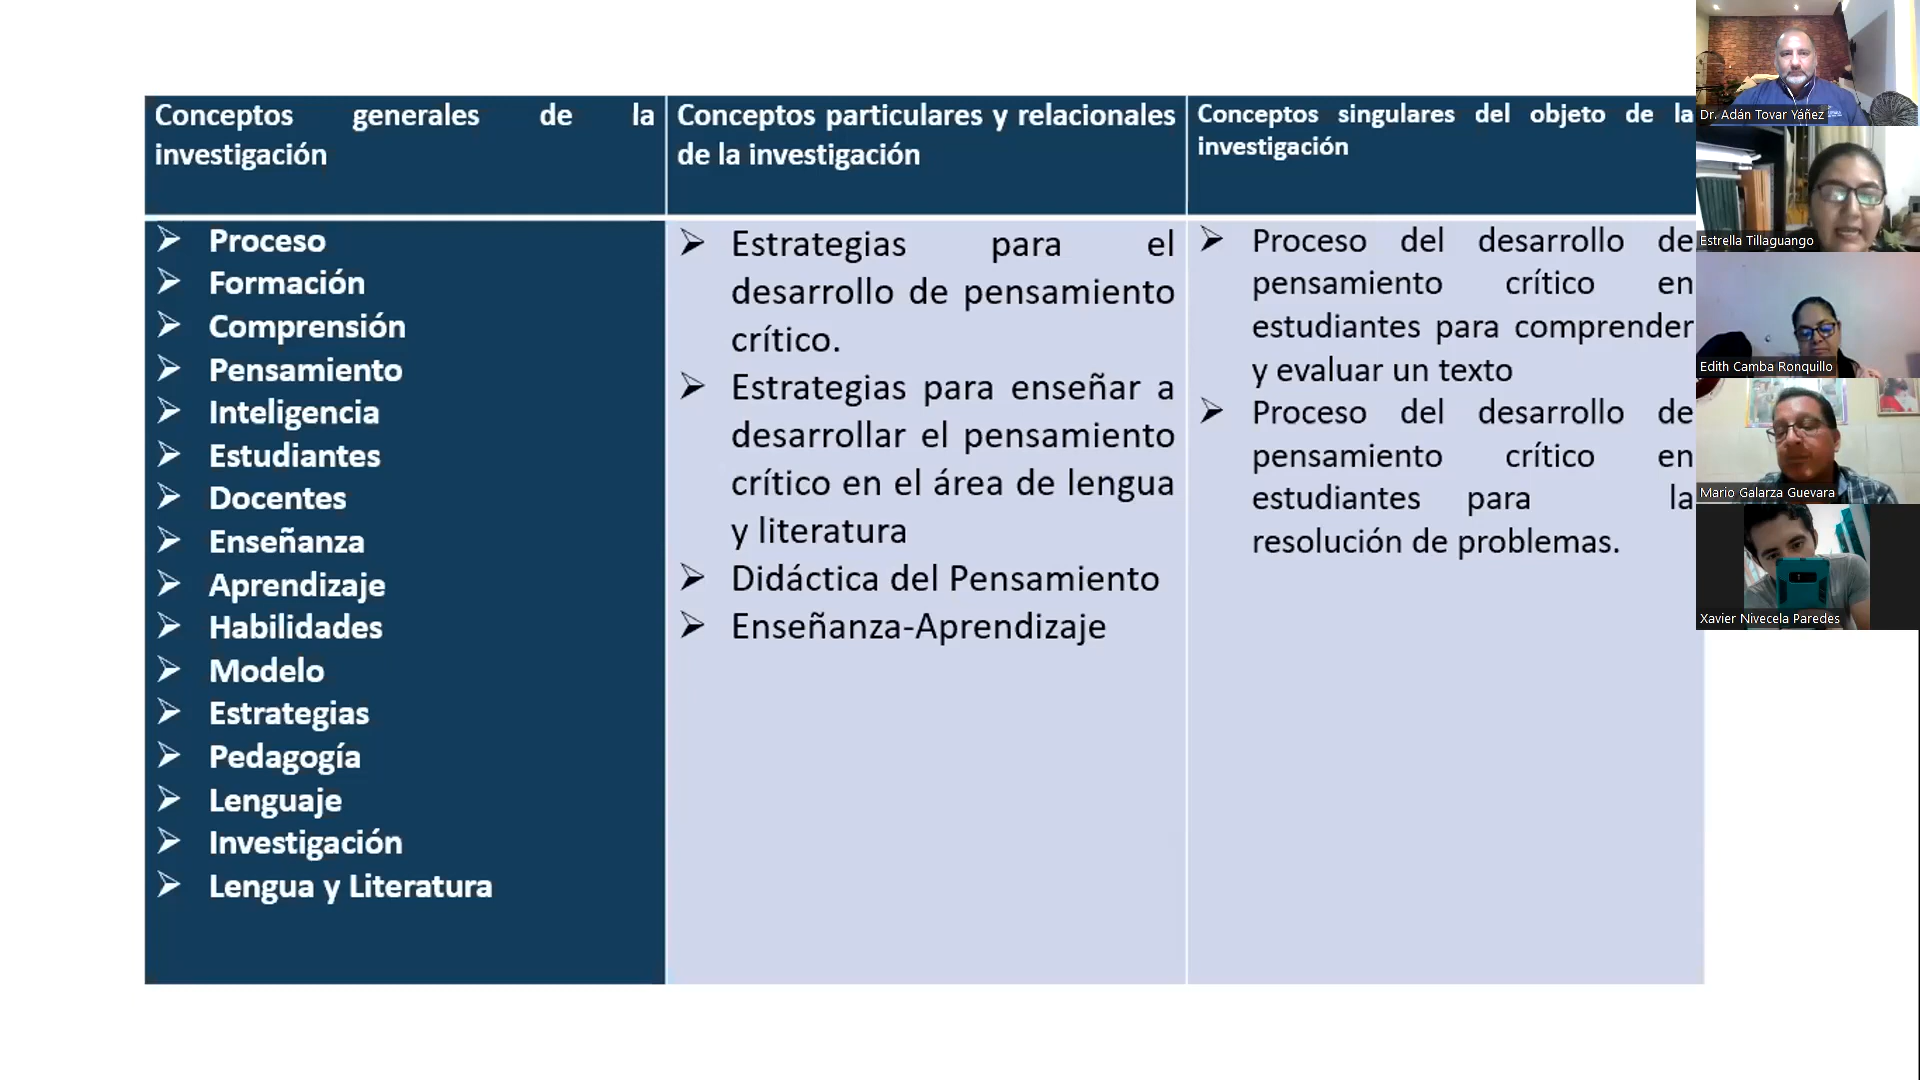 Conceptos generales de la
investigación
Conceptos particulares y relacionales
de la investigación
Conceptos singulares del objeto de la
investigación
➢ Proceso
➢ Formación
➢ Comprensión
➢ Pensamiento
➢ Inteligencia
➢ Estudiantes
➢ Docentes
➢ Enseñanza
➢ Aprendizaje
➢ Habilidades
➢ Modelo
➢ Estrategias
➢ Pedagogía
➢ Lenguaje
➢ Investigación
➢ Lengua y Literatura
➢ Estrategias para el
desarrollo de pensamiento
crítico.
➢ Estrategias para enseñar a
desarrollar el pensamiento
crítico en el área de lengua
y literatura
➢ Didáctica del Pensamiento
➢ Enseñanza-Aprendizaje
➢ Proceso del desarrollo de
pensamiento crítico en
estudiantes para comprender
y evaluar un texto
➢ Proceso del desarrollo de
pensamiento crítico en
estudiantes para la
resolución de problemas.
Dr. Adán Tovar Yáñez
Estrella Tillaguango
Edith Camba Ronquillo
Mario Galarza Guevara
Xavier Nivecela Paredes